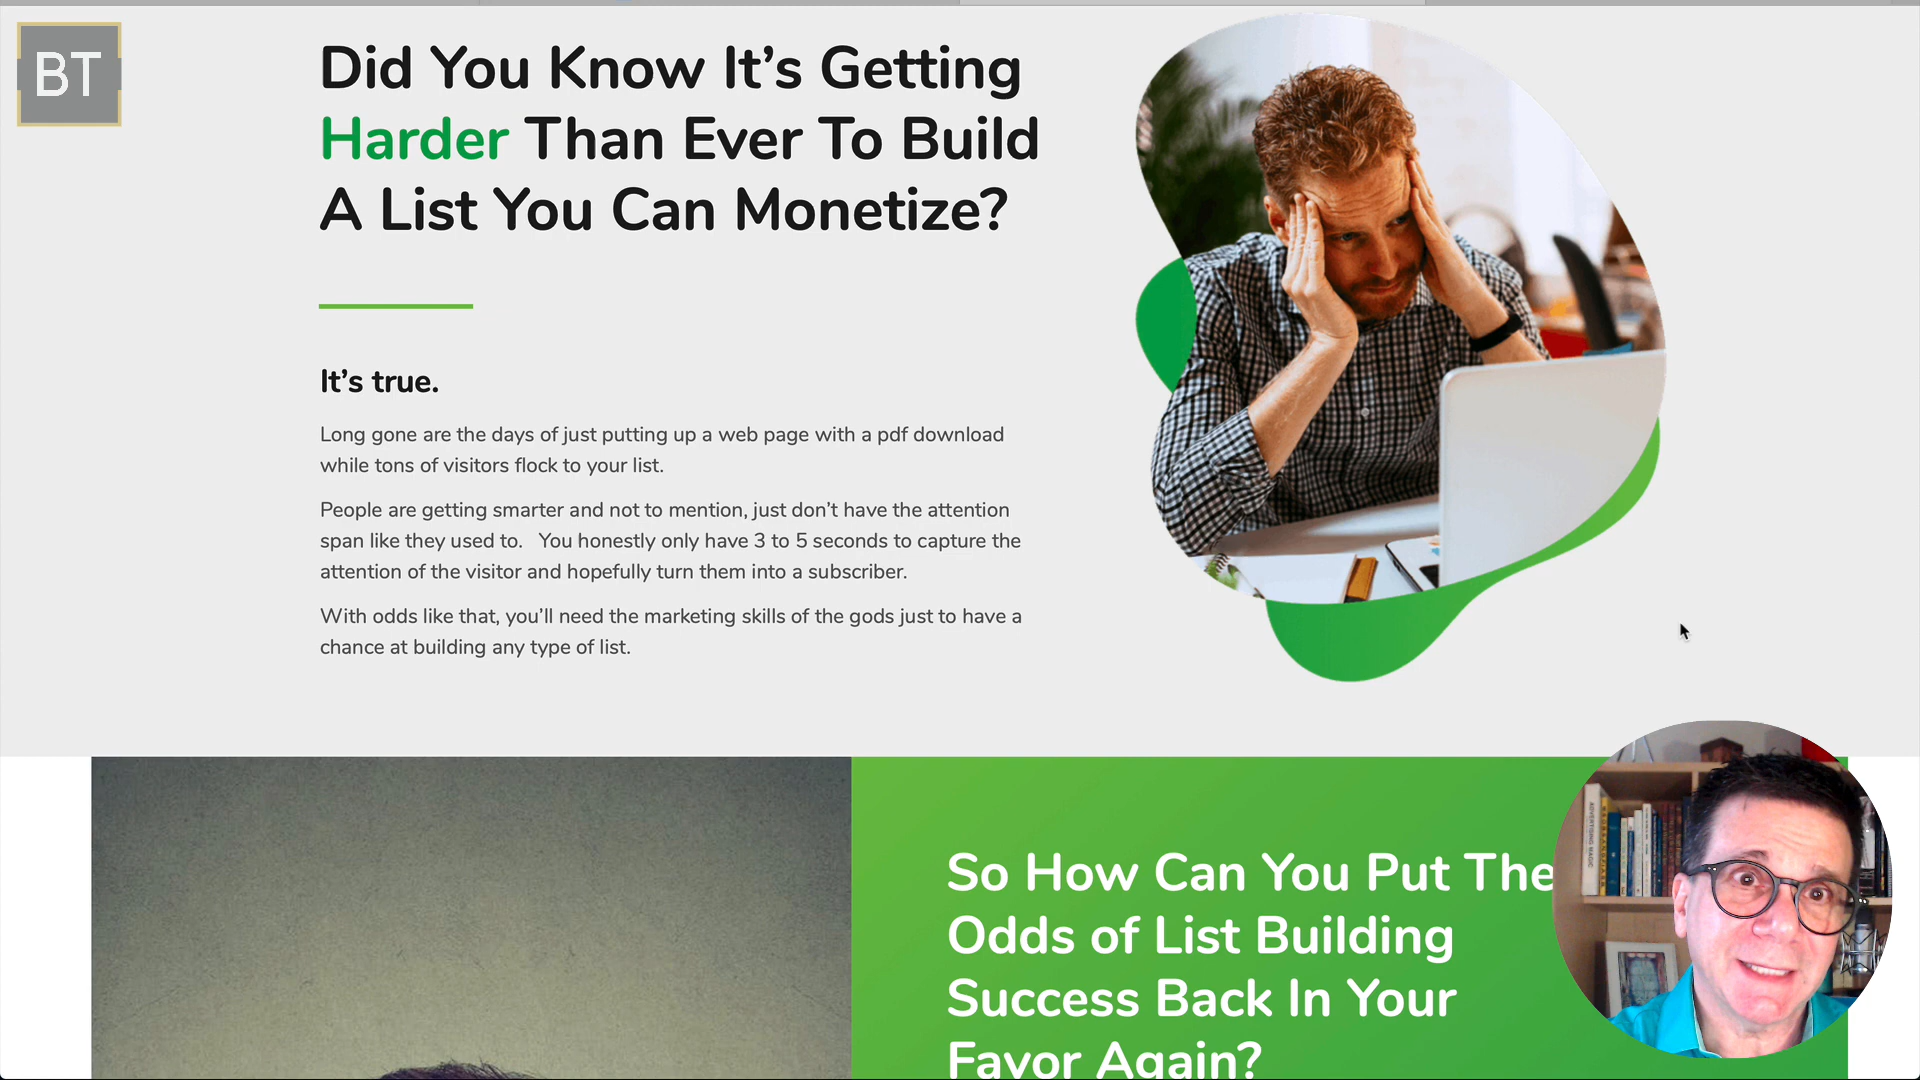 BT
Did You Know It’s Getting
Harder Than Ever To Build
A List You Can Monetize?
It’s true.
Long gone are the days of just putting up a web page with a pdf download
while tons of visitors flock to your list.
People are getting smarter and not to mention, just don’t have the attention
span like they used to.   You honestly only have 3 to 5 seconds to capture the
attention of the visitor and hopefully turn them into a subscriber.
With odds like that, you’ll need the marketing skills of the gods just to have a
chance at building any type of list.
So How Can You Put The
Odds of List Building
Success Back In Your
Favor Again?
ADVERTISING MAGIC